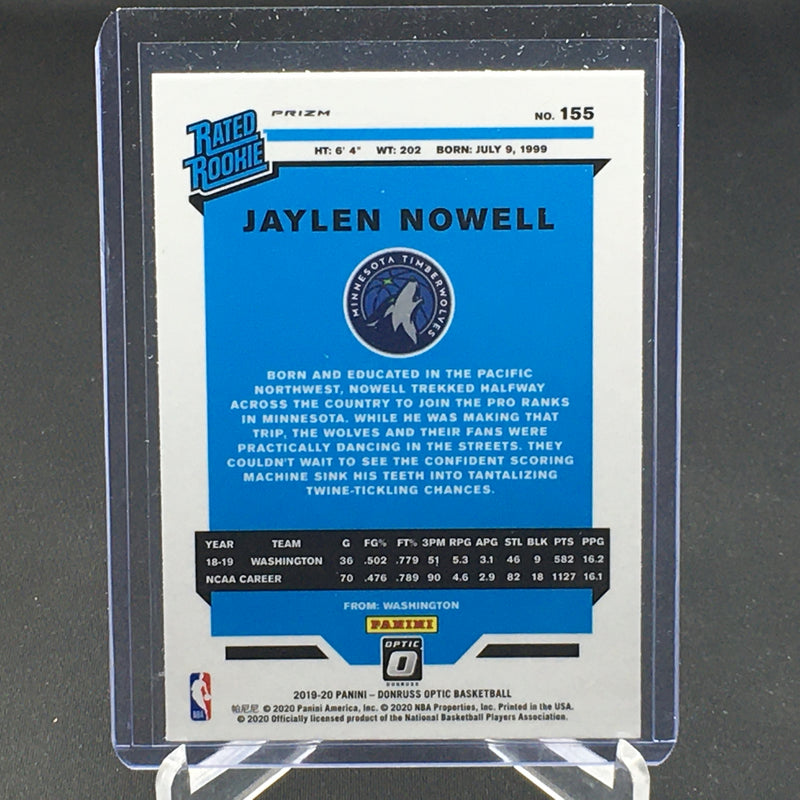 RATED
ROOKIE
PRIZM
NO. 155
HT: 6' 4" WT: 202 BORN: JULY 9, 1999
JAYLEN NOWELL
MINNESOTA TIMBERWOLVES
BORN AND EDUCATED IN THE PACIFIC
NORTHWEST, NOWELL TREKKED HALFWAY
ACROSS THE COUNTRY TO JOIN THE PRO RANKS
IN MINNESOTA. WHILE HE WAS MAKING THAT
TRIP, THE WOLVES AND THEIR FANS WERE
PRACTICALLY DANCING IN THE STREETS. THEY
COULDN'T WAIT TO SEE THE CONFIDENT SCORING
MACHINE SINK HIS TEETH INTO TANTALIZING
TWINE-TICKLING CHANCES.
YEAR TEAM G FG% FT% 3PM RPG APG STL BLK PTS PPG
18-19 WASHINGTON 36 .502 .779 51 5.3 3.1 46 9 582 16.2
NCAA CAREER 70 .476 .789 90 4.6 2.9 82 18 1127 16.1
FROM: WASHINGTON
PANINI
OPTIC
O
DONRUSS
NBA
2019-20 PANINI – DONRUSS OPTIC BASKETBALL
帕尼尼 © 2020 Panini America, Inc. © 2020 NBA Properties, Inc. Printed in the USA.
© 2020 Officially licensed product of the National Basketball Players Association.